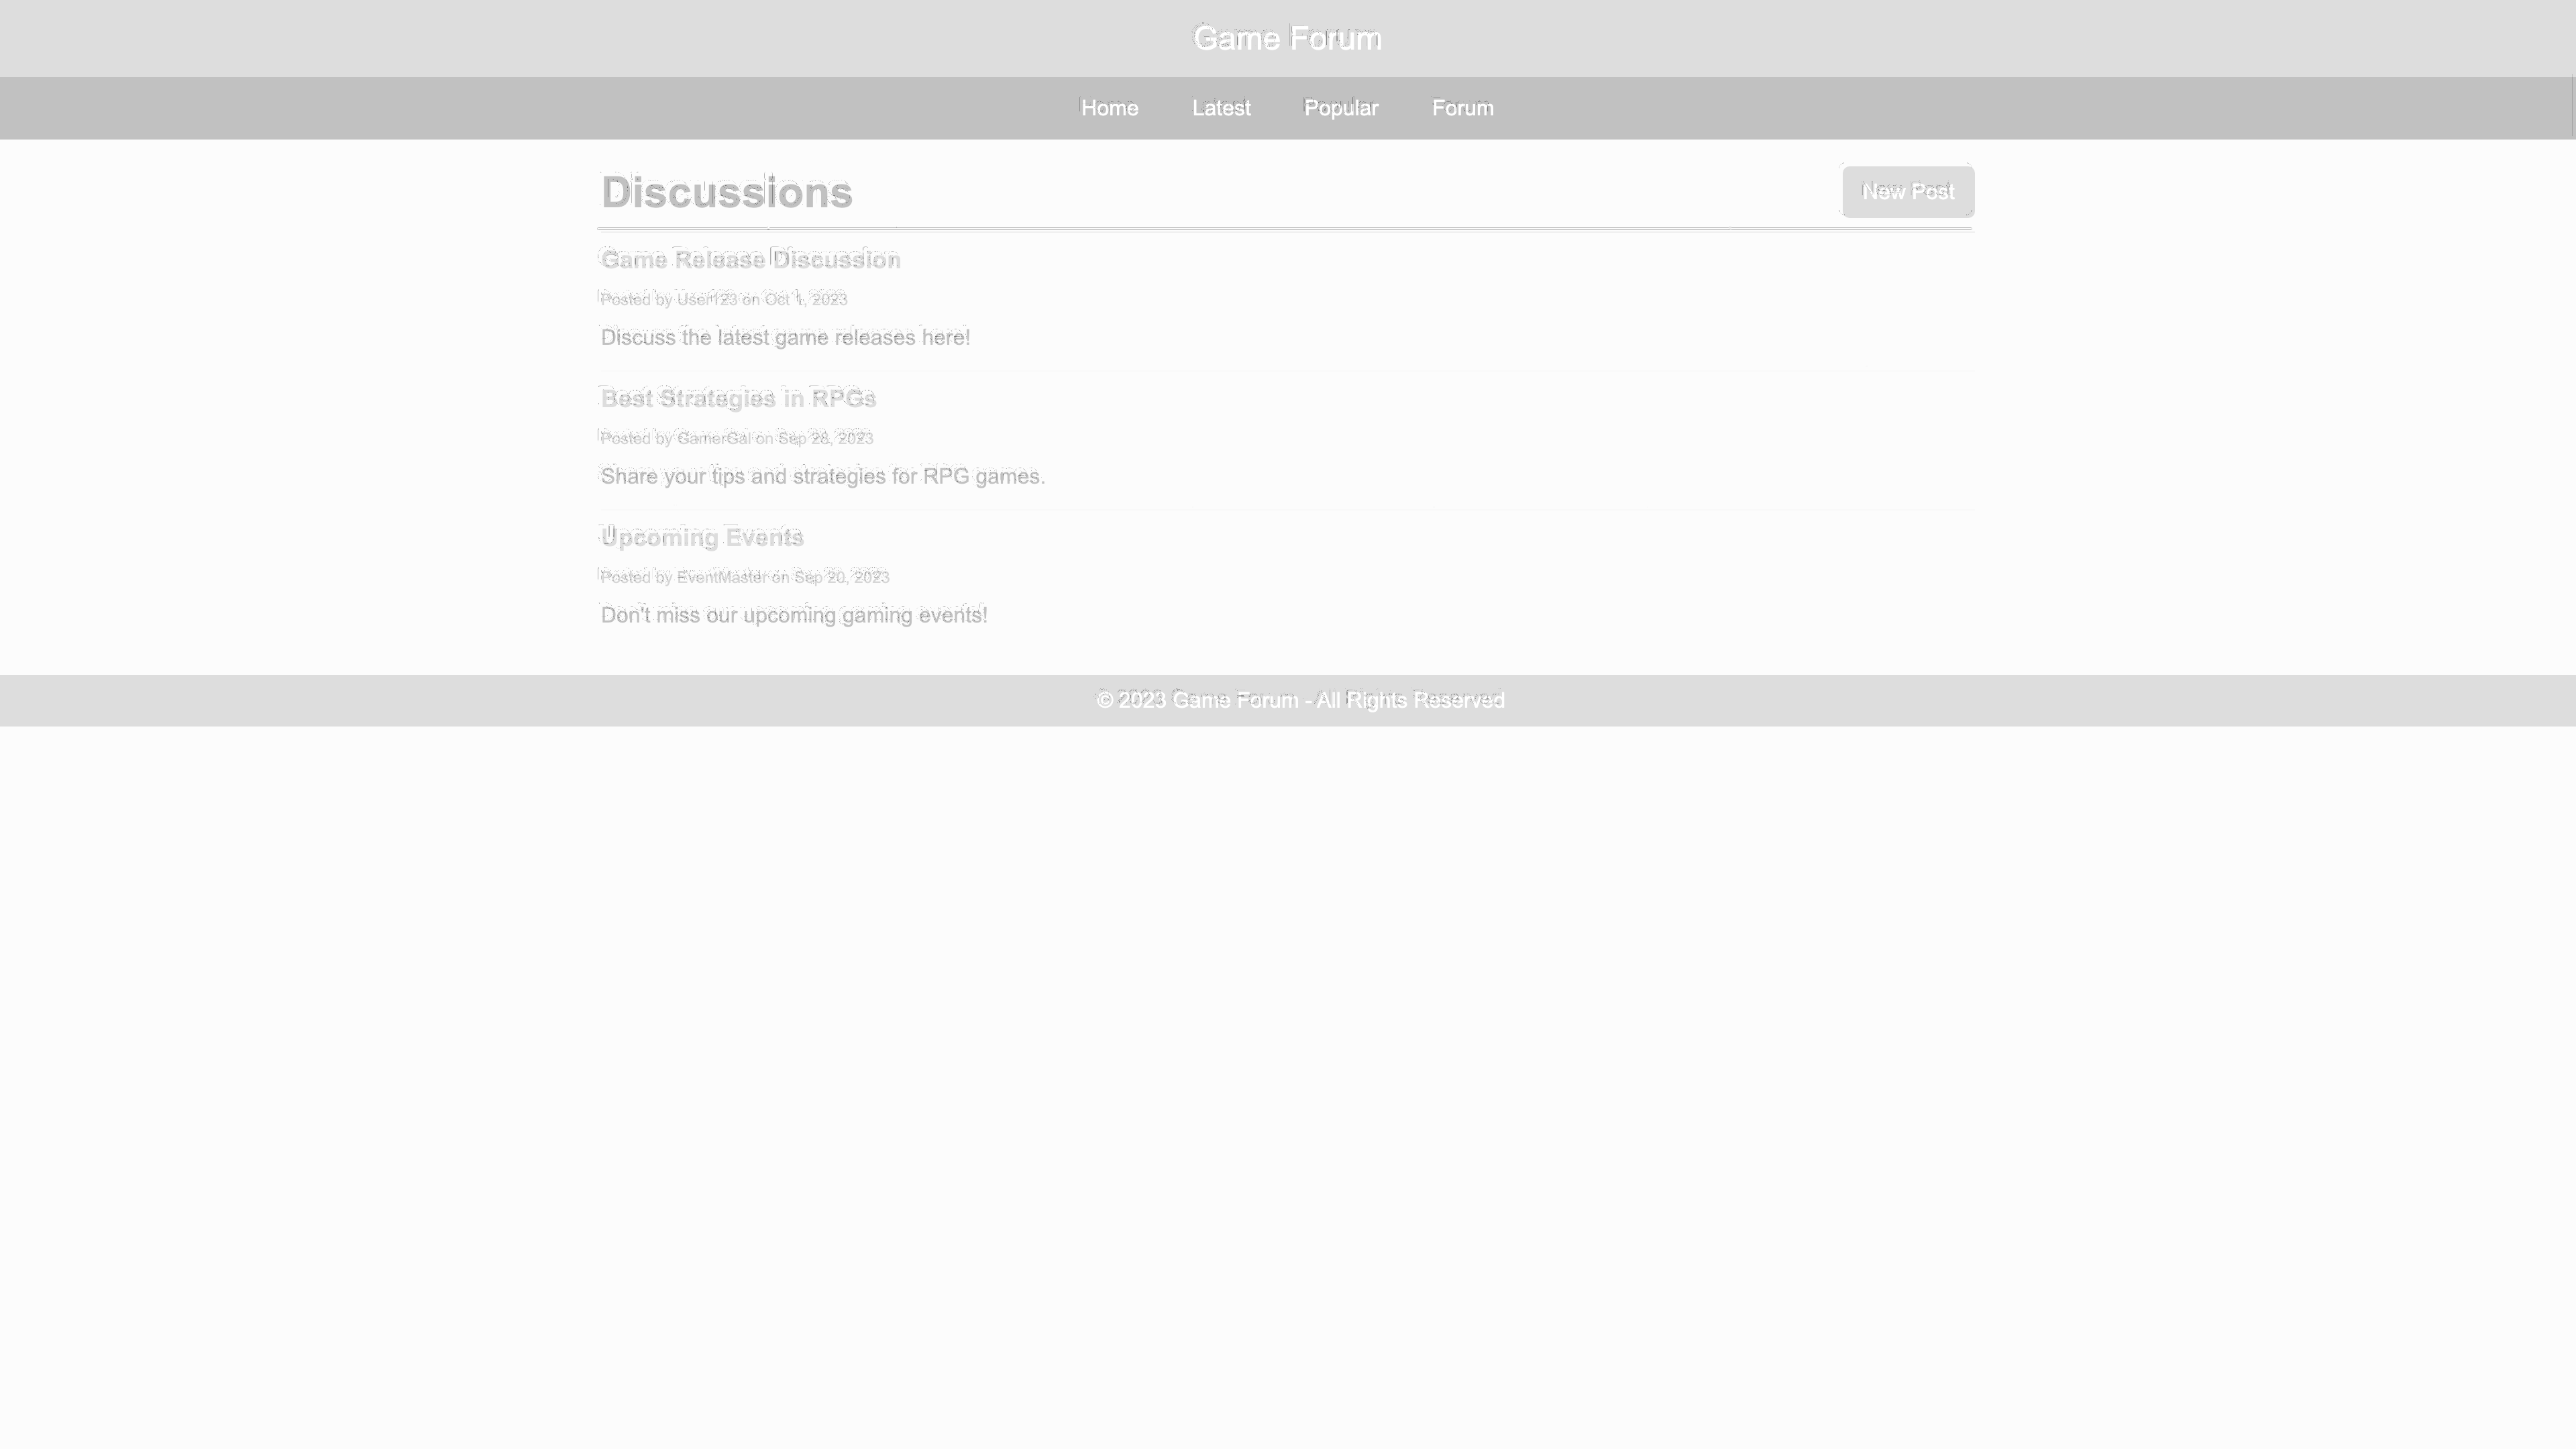 Game Forum
Home Latest Popular Forum
Discussions
New Post
Game Release Discussion
Posted by User123 on Oct 1, 2023
Discuss the latest game releases here!
Best Strategies in RPGs
Posted by GamerGal on Sep 28, 2023
Share your tips and strategies for RPG games.
Upcoming Events
Posted by EventMaster on Sep 20, 2023
Don't miss our upcoming gaming events!
© 2023 Game Forum - All Rights Reserved